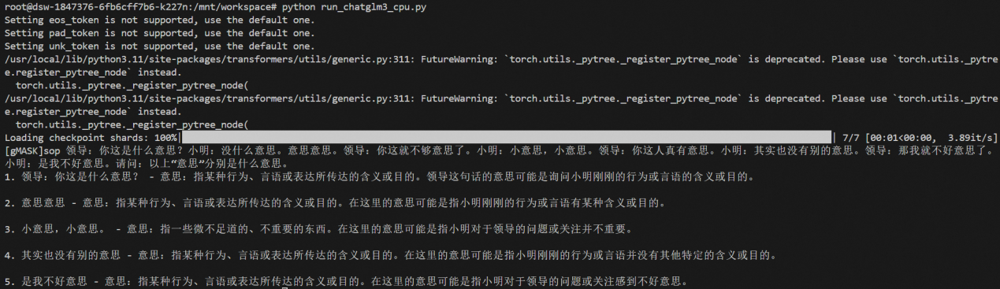 root@dsw-1847376-6fb6cff7b6-k227n:/mnt/workspace# python run_chatglm3_cpu.py
Setting eos_token is not supported, use the default one.
Setting pad_token is not supported, use the default one.
Setting unk_token is not supported, use the default one.
/usr/local/lib/python3.11/site-packages/transformers/utils/generic.py:311: FutureWarning: `torch.utils._pytree._register_pytree_node` is deprecated. Please use `torch.utils._pytre
e.register_pytree_node` instead.
  torch.utils._pytree._register_pytree_node(
/usr/local/lib/python3.11/site-packages/transformers/utils/generic.py:311: FutureWarning: `torch.utils._pytree._register_pytree_node` is deprecated. Please use `torch.utils._pytre
e.register_pytree_node` instead.
  torch.utils._pytree._register_pytree_node(
Loading checkpoint shards: 100%| | 7/7 [00:01<00:00,  3.89it/s]
[gMASK]sop 领导：你这是什么意思？小明：没什么意思。意思意思。领导：你这就不够意思了。小明：小意思，小意思。领导：你这人真有意思。小明：其实也没有别的意思。领导：那我就不好意思了。
小明：是我不好意思。请问：以上“意思”分别是什么意思。
1. 领导：你这是什么意思？ - 意思：指某种行为、言语或表达所传达的含义或目的。领导这句话的意思可能是询问小明刚刚的行为或言语的含义或目的。
2. 意思意思 - 意思：指某种行为、言语或表达所传达的含义或目的。在这里的意思可能是指小明刚刚的行为或言语有某种含义或目的。
3. 小意思，小意思。 - 意思：指一些微不足道的、不重要的东西。在这里的意思可能是指小明对于领导的问题或关注并不重要。
4. 其实也没有别的意思 - 意思：指某种行为、言语或表达所传达的含义或目的。在这里的意思可能是指小明刚刚的行为或言语并没有其他特定的含义或目的。
5. 是我不好意思 - 意思：指某种行为、言语或表达所传达的含义或目的。在这里的意思可能是指小明对于领导的问题或关注感到不好意思。